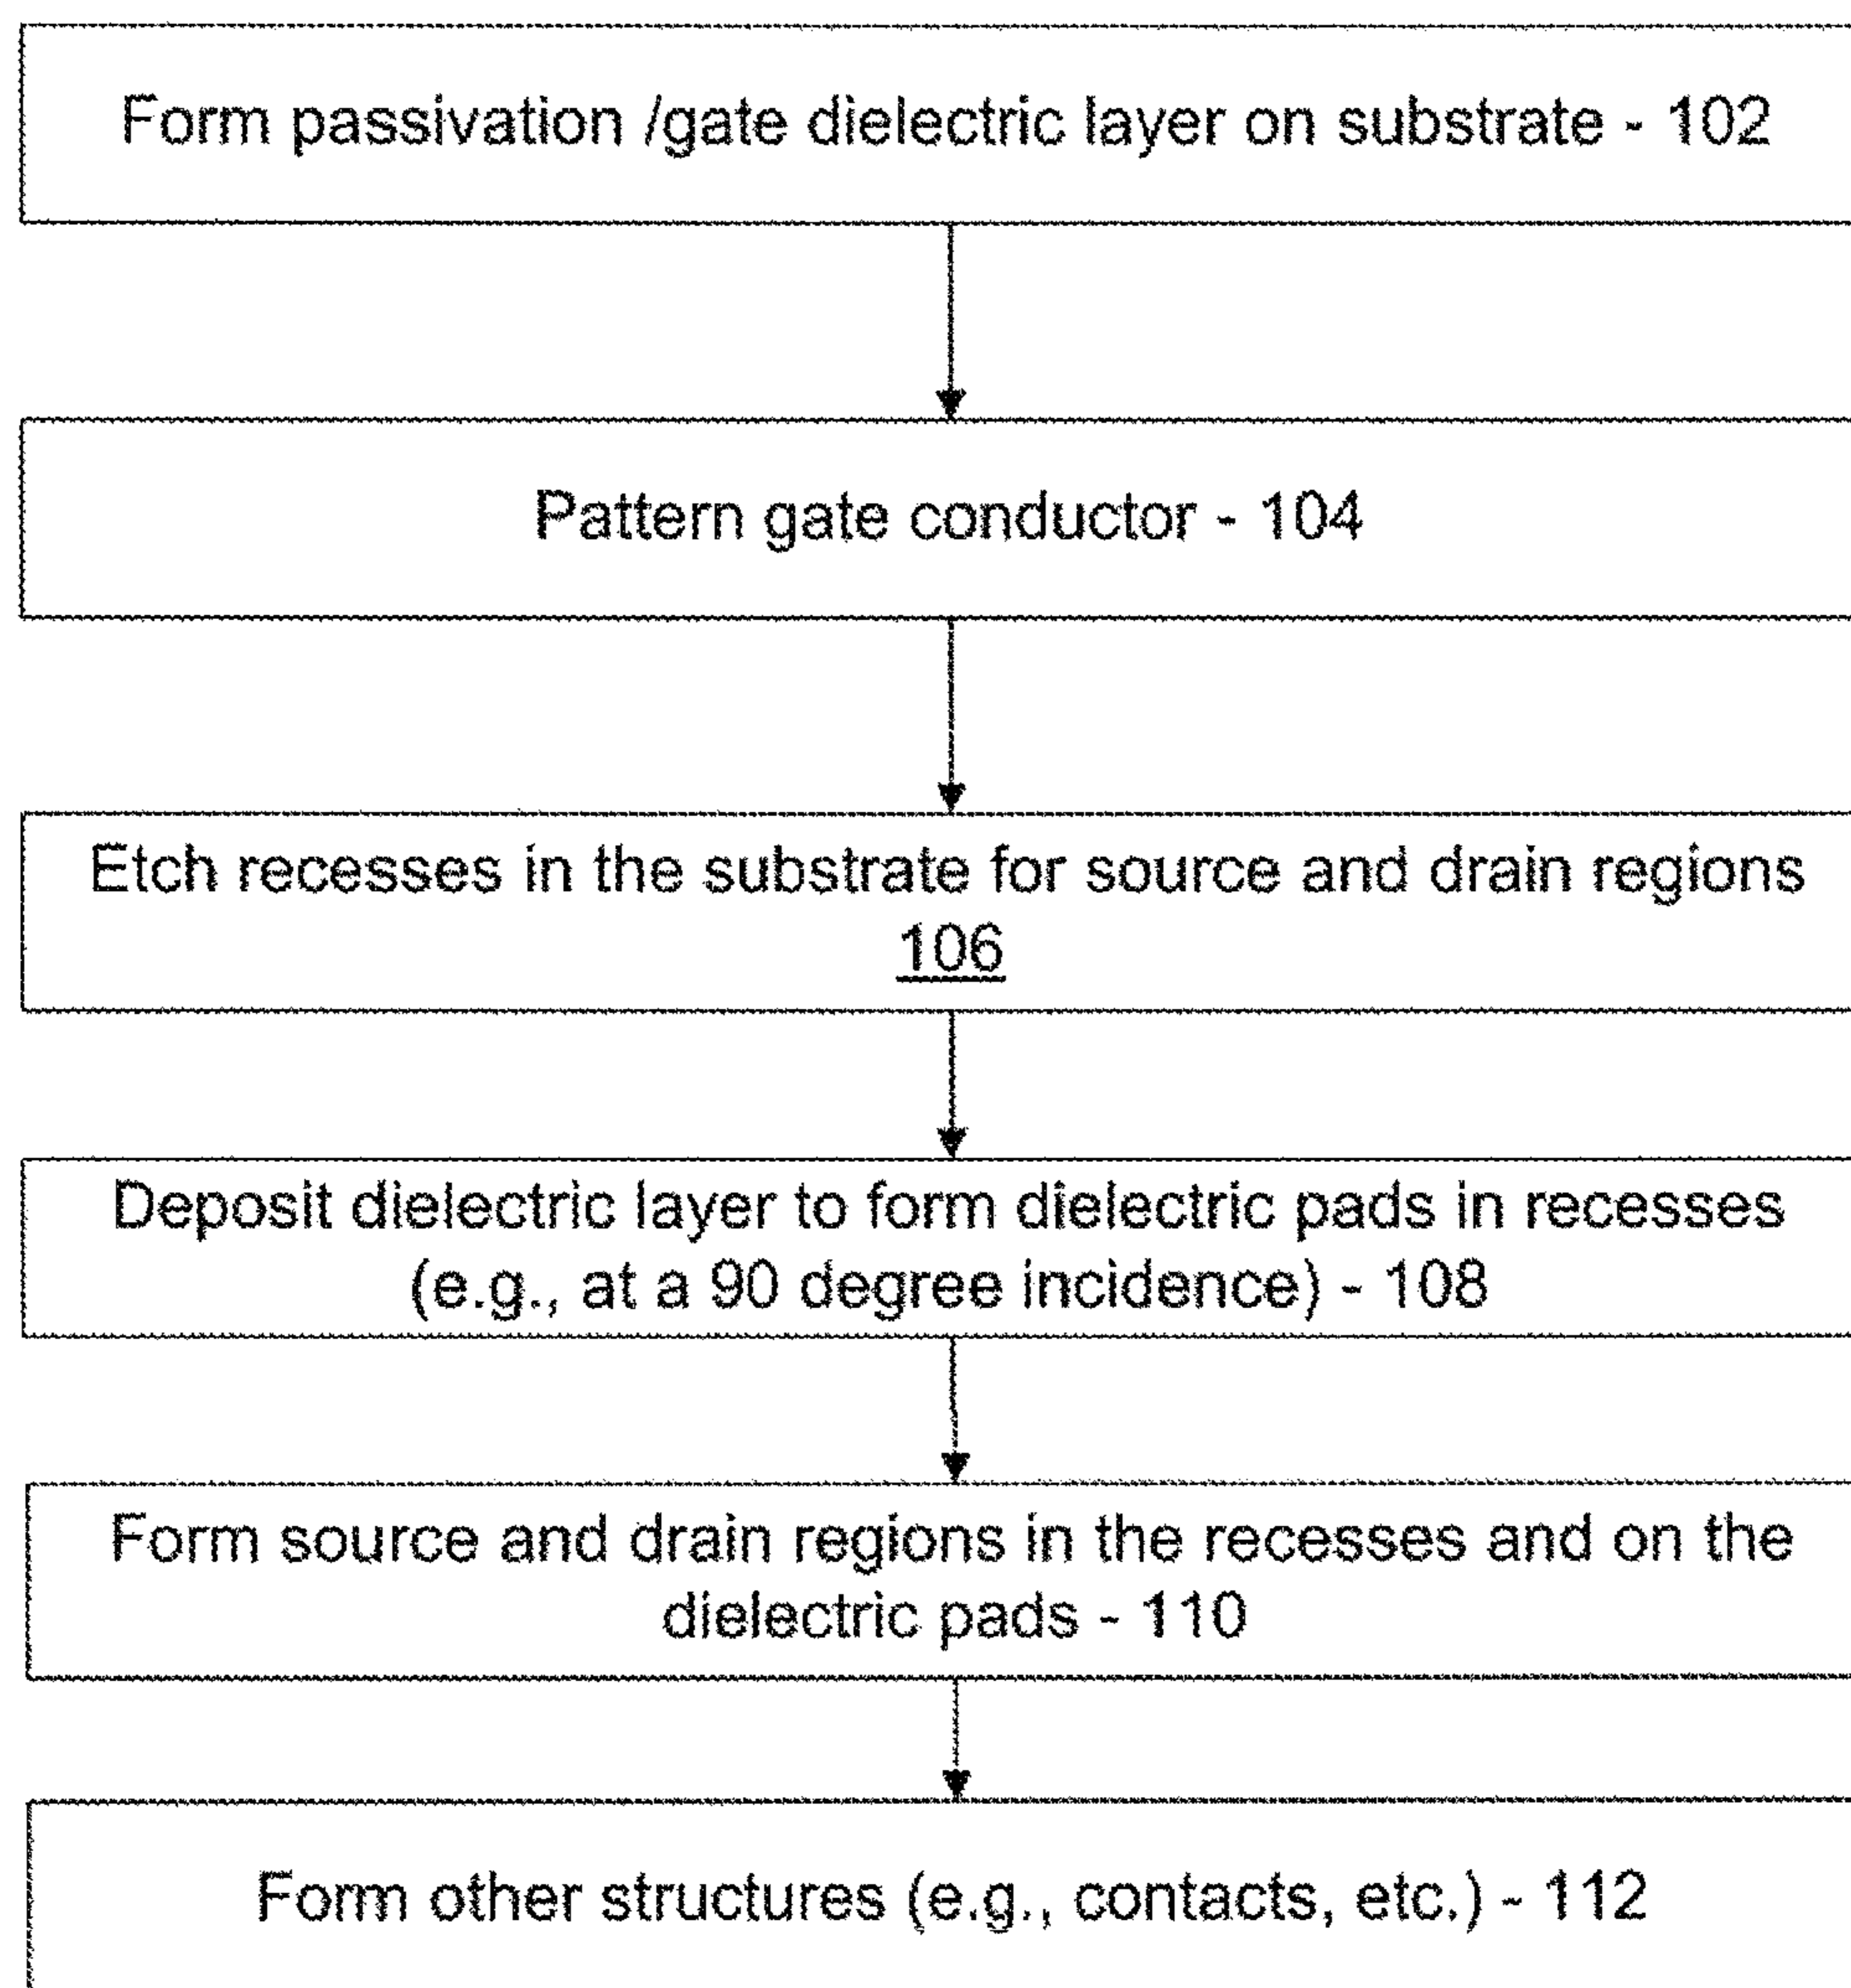 Form passivation /gate dielectric layer on substrate - 102
Pattern gate conductor - 104
Etch recesses in the substrate for source and drain regions
106
Deposit dielectric layer to form dielectric pads in recesses
(e.g., at a 90 degree incidence) - 108
Form source and drain regions in the recesses and on the
dielectric pads - 110
Form other structures (e.g., contacts, etc.) - 112